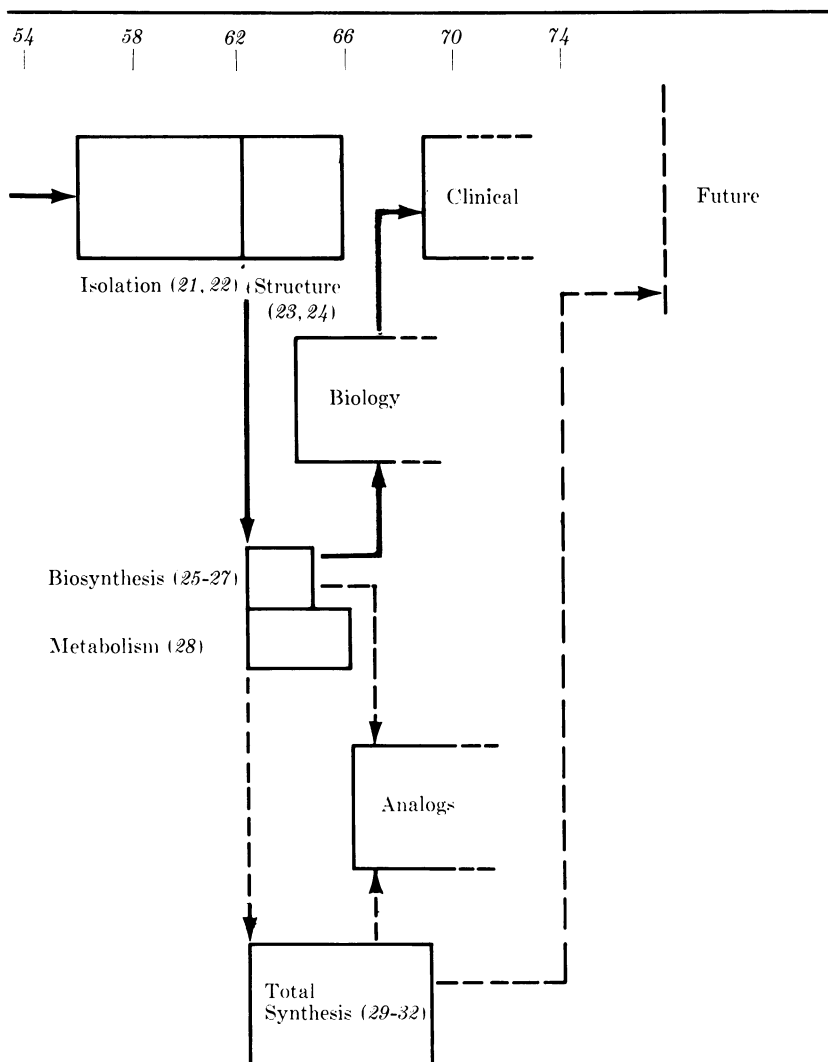 54 58 62 66 70 74
Clinical
Future
Isolation (21, 22)
Structure
(23, 24)
Biology
Biosynthesis (25-27)
Metabolism (28)
Analogs
Total
Synthesis (29-32)